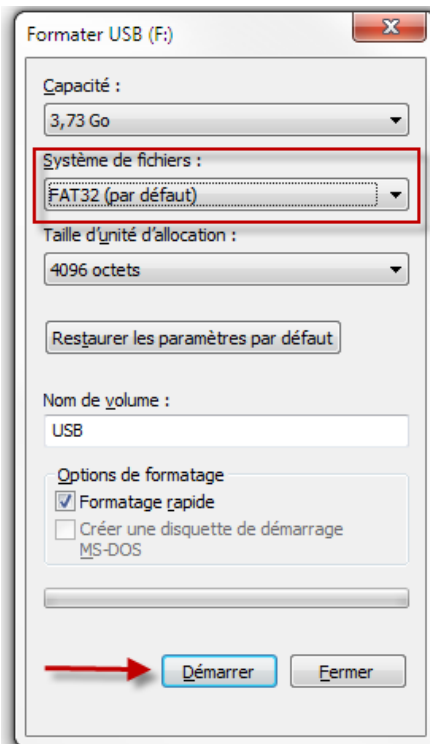 Formater USB (F:)
Capacité :
3,73 Go
Système de fichiers :
FAT32 (par défaut)
Taille d'unité d'allocation :
4096 octets
Restaurer les paramètres par défaut
Nom de volume :
USB
Options de formatage
Formatage rapide
Créer une disquette de démarrage
MS-DOS
Démarrer
Fermer